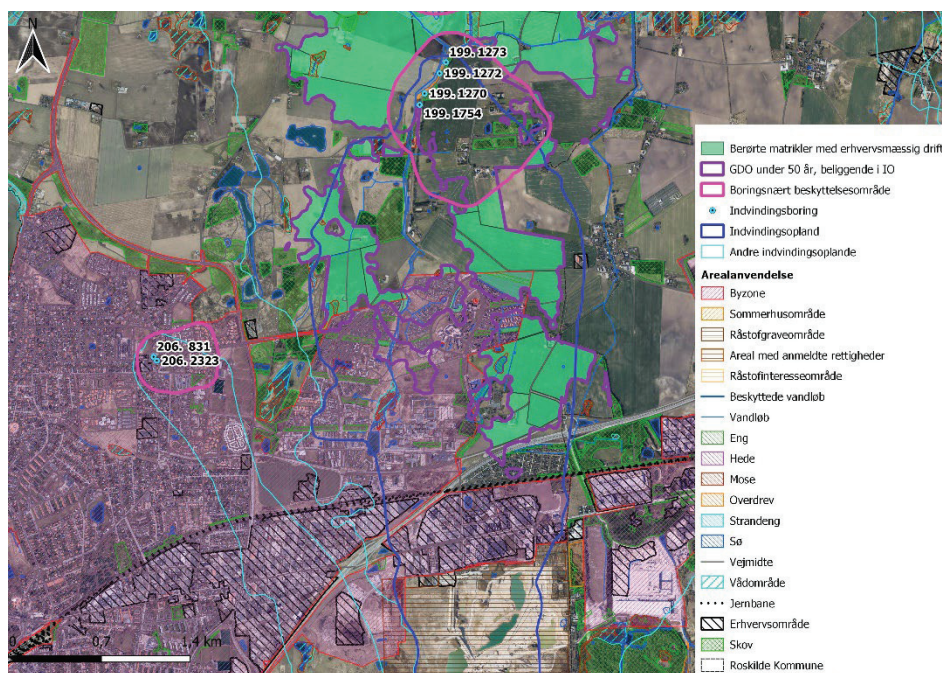 N
199. 1273
199. 1272
199. 1270
199. 1754
206. 831
206. 2323
0.7
1.4 km
Berørte matrikler med erhvervsmæssig drift
GDO under 50 år, beliggende i IO
Boringsnært beskyttelsesområde
Indvindingsboring
Indvindingsopland
Andre indvindingsoplande
Arealanvendelse
Byzone
Sommerhusområde
Råstofgraveområde
Areal med anmeldte rettigheder
Råstofinteresseområde
Beskyttede vandløb
Vandløb
Eng
Hede
Mose
Overdrev
Strandeng
Sø
Vejmidte
Vådområde
Jernbane
Erhvervsområde
Skov
Roskilde Kommune